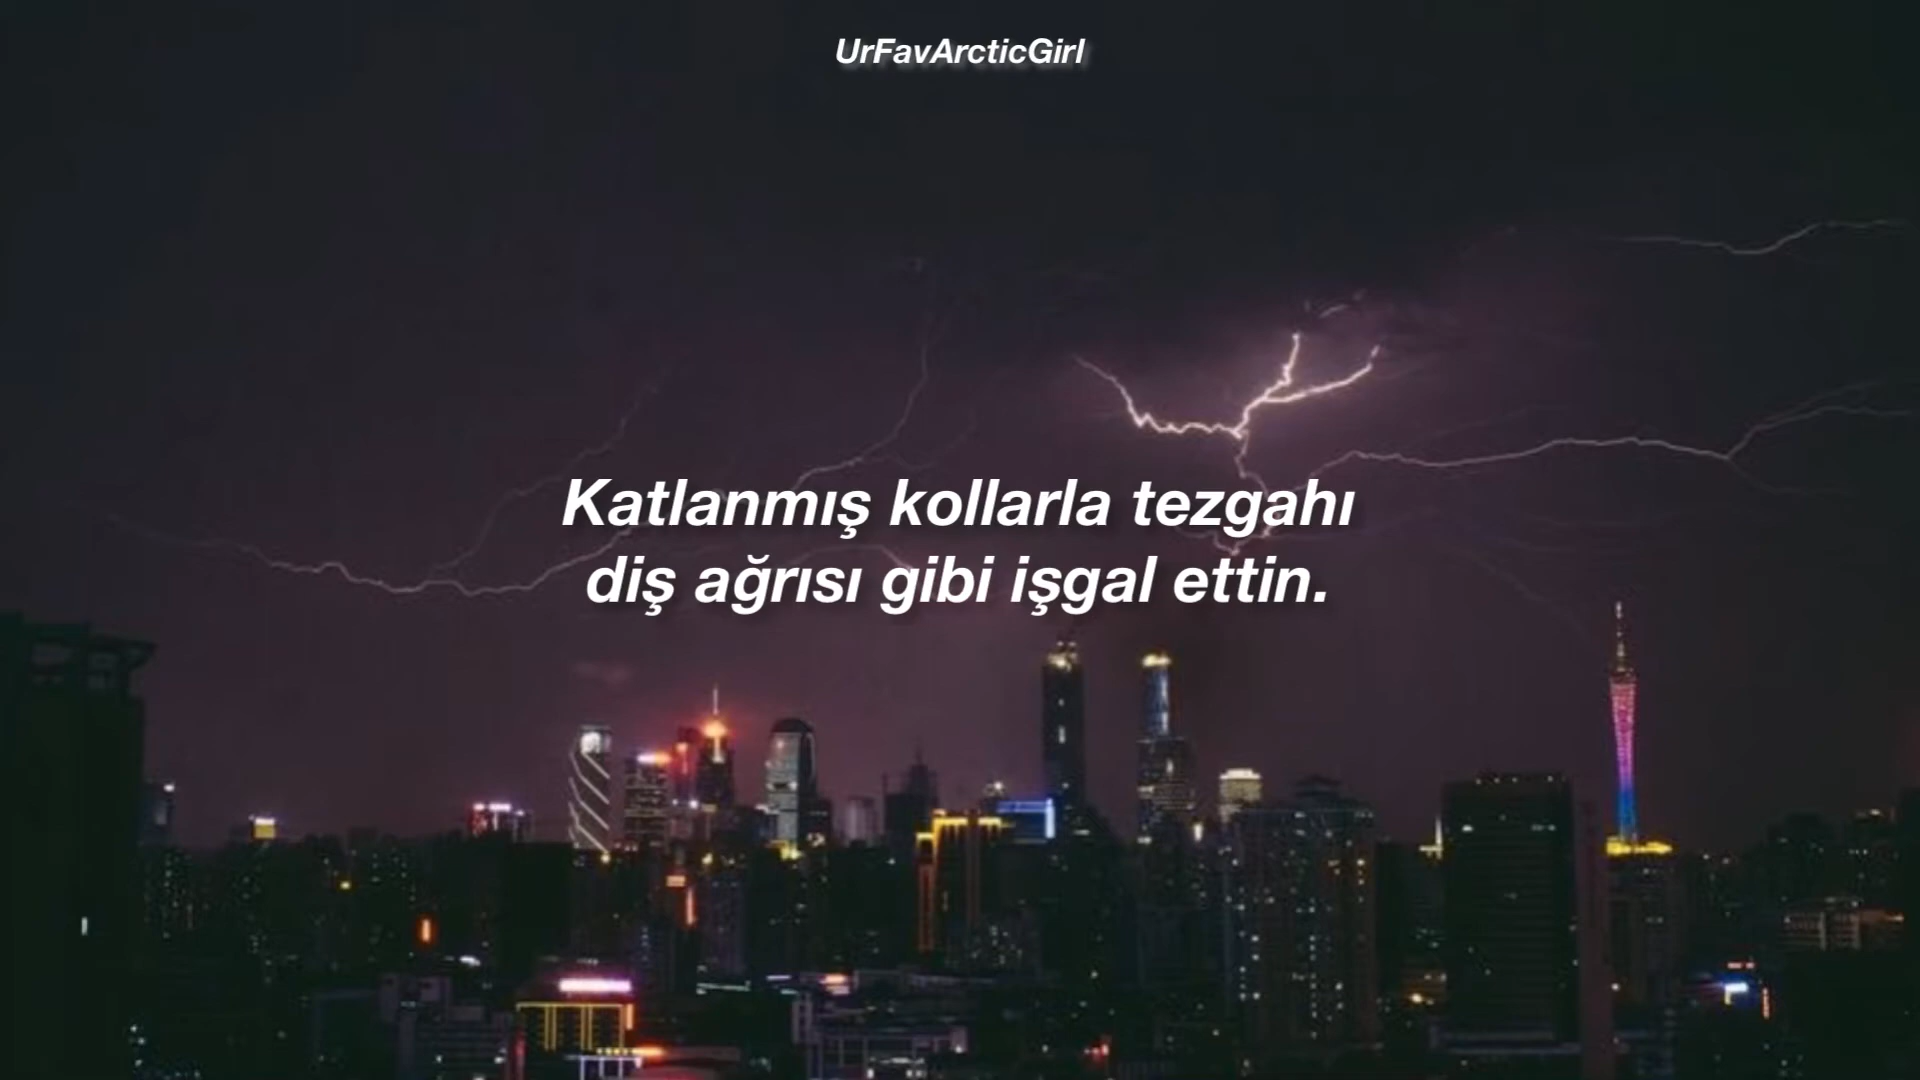 UrFavArcticGirl
Katlanmış kollarla tezgahı
diş ağrısı gibi işgal ettin.